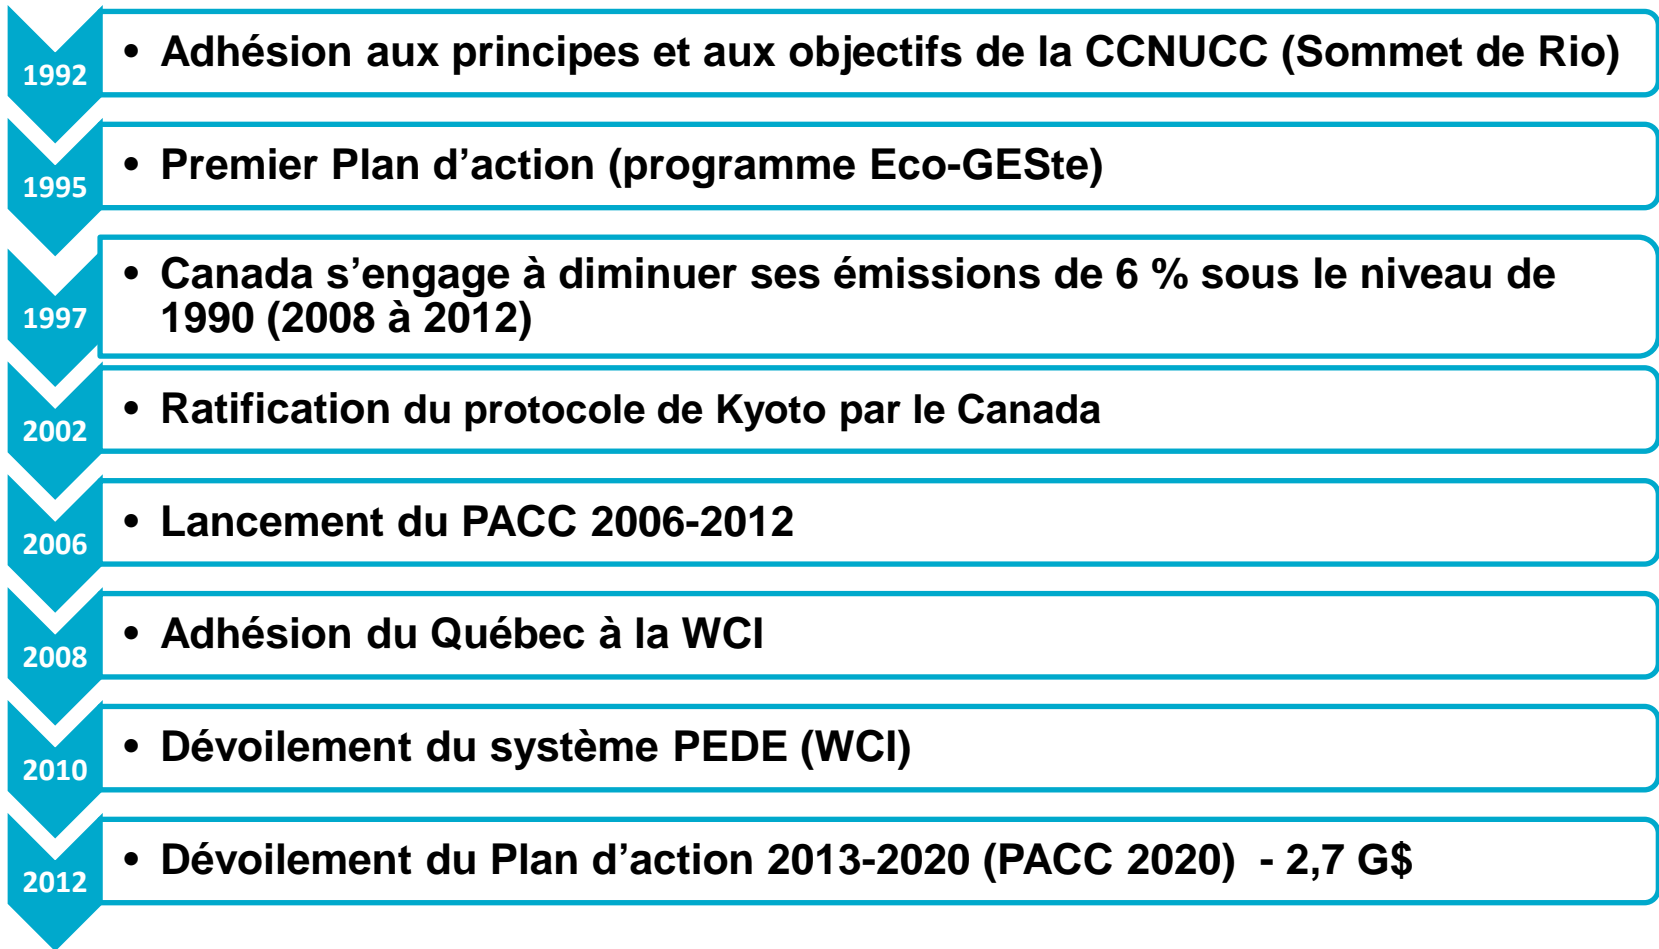 1992
• Adhésion aux principes et aux objectifs de la CCNUCC (Sommet de Rio)
1995
• Premier Plan d’action (programme Eco-GESte)
1997
• Canada s’engage à diminuer ses émissions de 6 % sous le niveau de
1990 (2008 à 2012)
2002
• Ratification du protocole de Kyoto par le Canada
2006
• Lancement du PACC 2006-2012
2008
• Adhésion du Québec à la WCI
2010
• Dévoilement du système PEDE (WCI)
2012
• Dévoilement du Plan d’action 2013-2020 (PACC 2020) - 2,7 G$